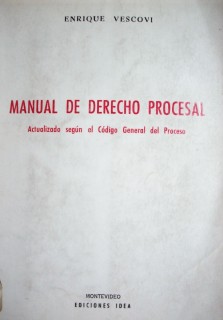 ENRIQUE VESCOVI
MANUAL DE DERECHO PROCESAL
Actualizado según el Código General del Proceso
MONTEVIDEO
EDICIONES IDEA